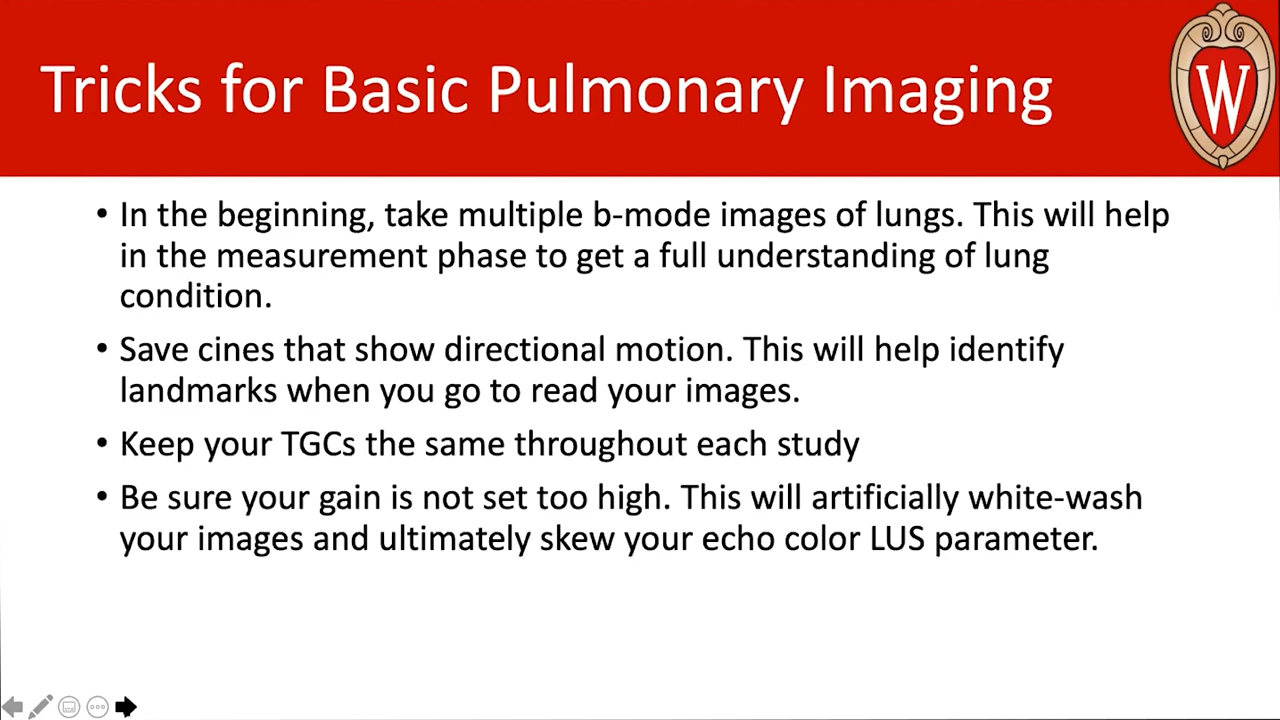 Tricks for Basic Pulmonary Imaging
W
• In the beginning, take multiple b-mode images of lungs. This will help
in the measurement phase to get a full understanding of lung
condition.
• Save cines that show directional motion. This will help identify
landmarks when you go to read your images.
• Keep your TGCs the same throughout each study
• Be sure your gain is not set too high. This will artificially white-wash
your images and ultimately skew your echo color LUS parameter.